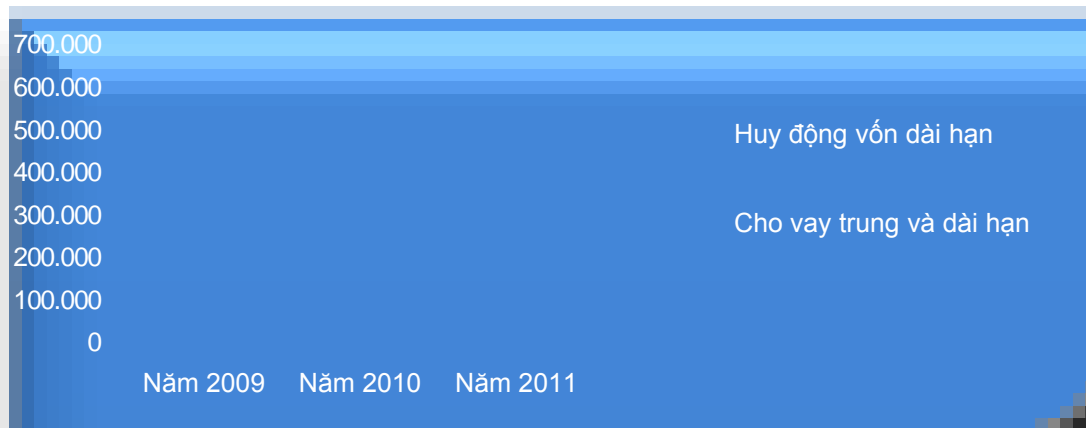 700.000
600.000
500.000
400.000
300.000
200.000
100.000
0
Năm 2009 Năm 2010 Năm 2011
Huy động vốn dài hạn
Cho vay trung và dài hạn